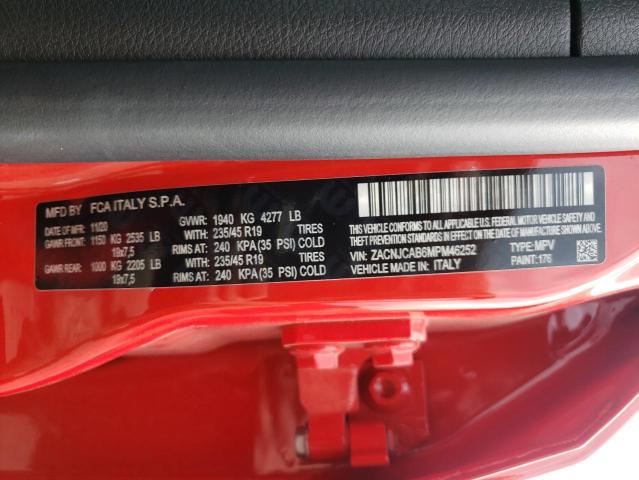 MFD BY FCA ITALY S.P.A.
DATE OF MFR 11/20 GVWR: 1940 KG 4277 LB
GAWR FRONT: 1150 KG 2535 LB WITH: 235/45 R19 TIRES
19x7,5 RIMS AT: 240 KPA (35 PSI) COLD
GAWR REAR: 1000 KG 2205 LB WITH: 235/45 R19 TIRES
19x7,5 RIMS AT: 240 KPA (35 PSI) COLD
THIS VEHICLE CONFORMS TO ALL APPLICABLE FEDERAL MOTOR VEHICLE SAFETY
AND THEFT PREVENTION STANDARDS IN EFFECT ON THE DATE OF MANUFACTURE
VIN: ZACNJCAB6MPM46252 TYPE: MPV
VEHICLE MADE IN: ITALY PAINT: 176